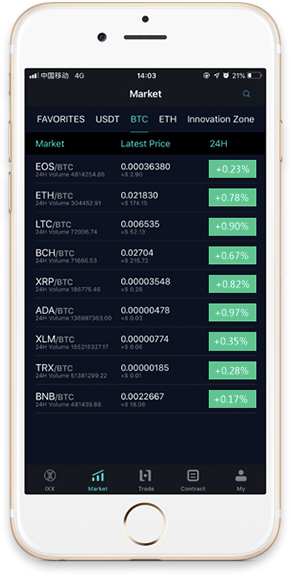 中国移动 4G 14:03 21%
Market
FAVORITES USDT BTC ETH Innovation Zone
Market Latest Price 24H
EOS/BTC 0.00036380 +0.23%
24H Volume 4814254.85 ≈$ 2.90
ETH/BTC 0.021830 +0.78%
24H Volume 304452.91 ≈$ 174.15
LTC/BTC 0.006535 +0.90%
24H Volume 72006.74 ≈$ 52.13
BCH/BTC 0.02704 +0.67%
24H Volume 71666.53 ≈$ 215.72
XRP/BTC 0.00003548 +0.82%
24H Volume 186775.46 ≈$ 0.28
ADA/BTC 0.00000478 +0.97%
24H Volume 136997363.00 ≈$ 0.03
XLM/BTC 0.00000774 +0.35%
24H Volume 155215327.17 ≈$ 0.06
TRX/BTC 0.00000185 +0.28%
24H Volume 51381299.22 ≈$ 0.01
BNB/BTC 0.0022667 +0.17%
24H Volume 481439.88 ≈$ 18.08
IXX Market Trade Contract My